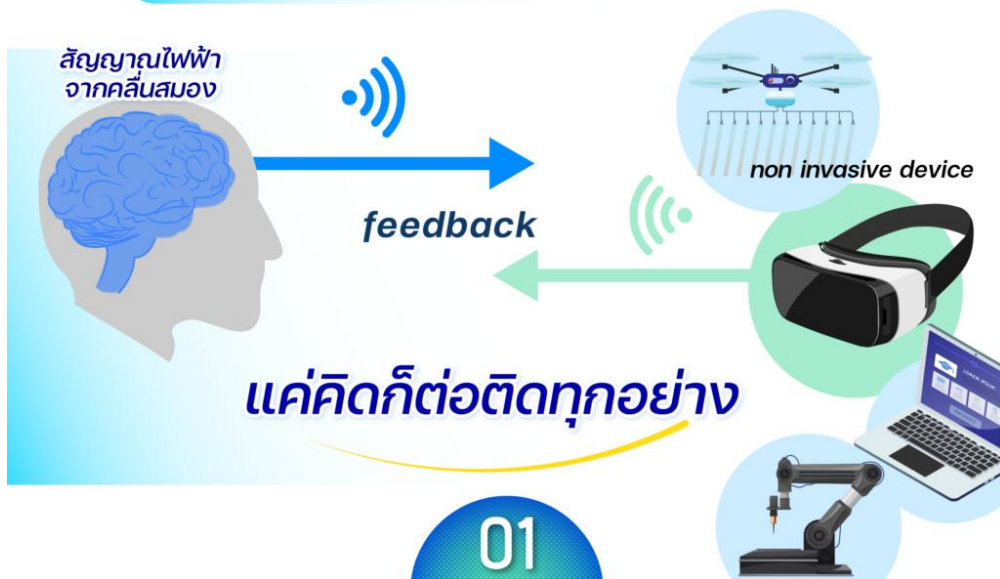 สัญญาณไฟฟ้า
จากคลื่นสมอง
non invasive device
feedback
แค่คิดก็ต่อติดทุกอย่าง
LOREM IPSUM
01